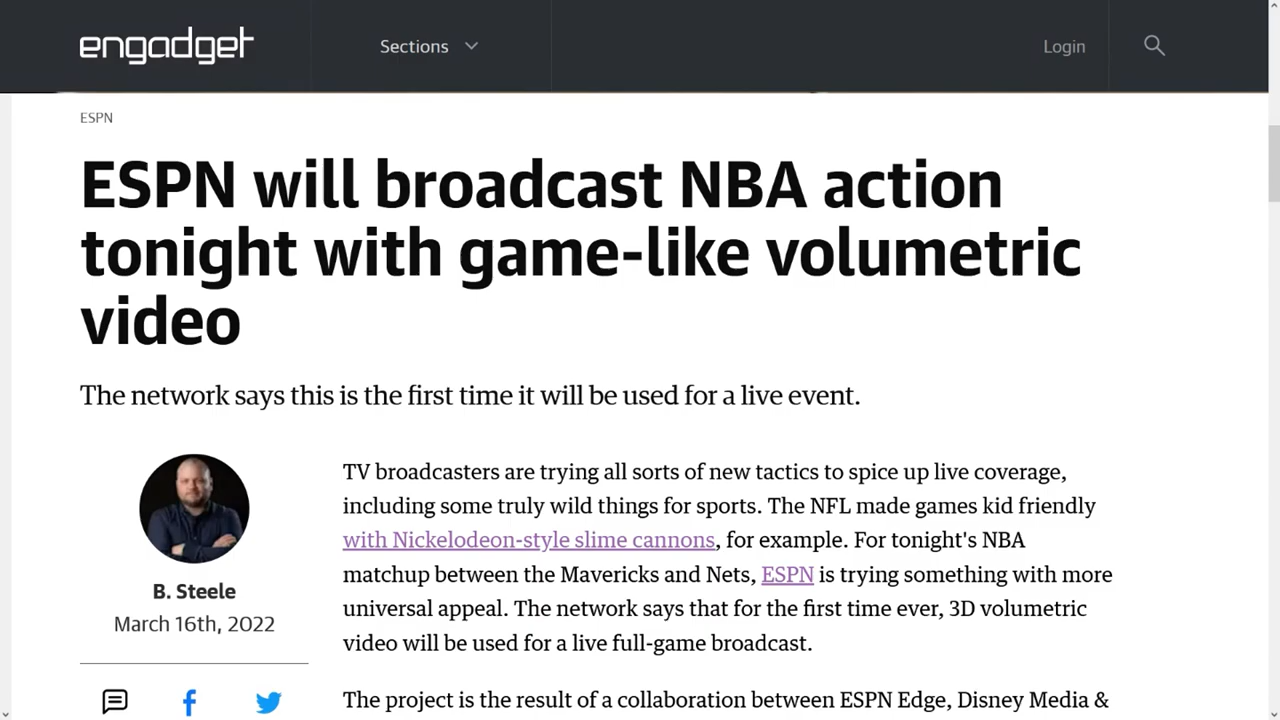 engadget
Sections
Login
ESPN
ESPN will broadcast NBA action
tonight with game-like volumetric
video
The network says this is the first time it will be used for a live event.
B. Steele
March 16th, 2022
TV broadcasters are trying all sorts of new tactics to spice up live coverage,
including some truly wild things for sports. The NFL made games kid friendly
with Nickelodeon-style slime cannons, for example. For tonight's NBA
matchup between the Mavericks and Nets, ESPN is trying something with more
universal appeal. The network says that for the first time ever, 3D volumetric
video will be used for a live full-game broadcast.
The project is the result of a collaboration between ESPN Edge, Disney Media &